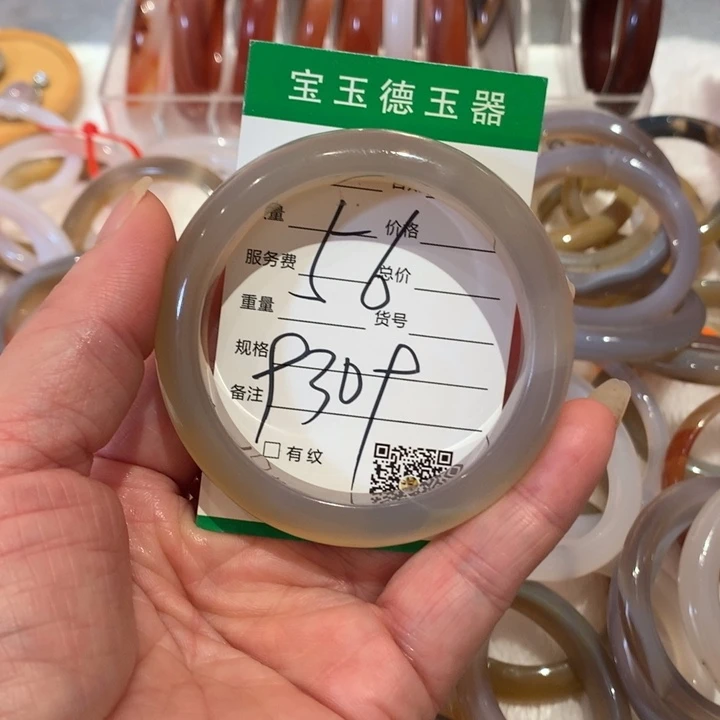 宝玉德玉器
量 价格
56
服务费 总价
重量 货号
规格
P30P
备注
有纹